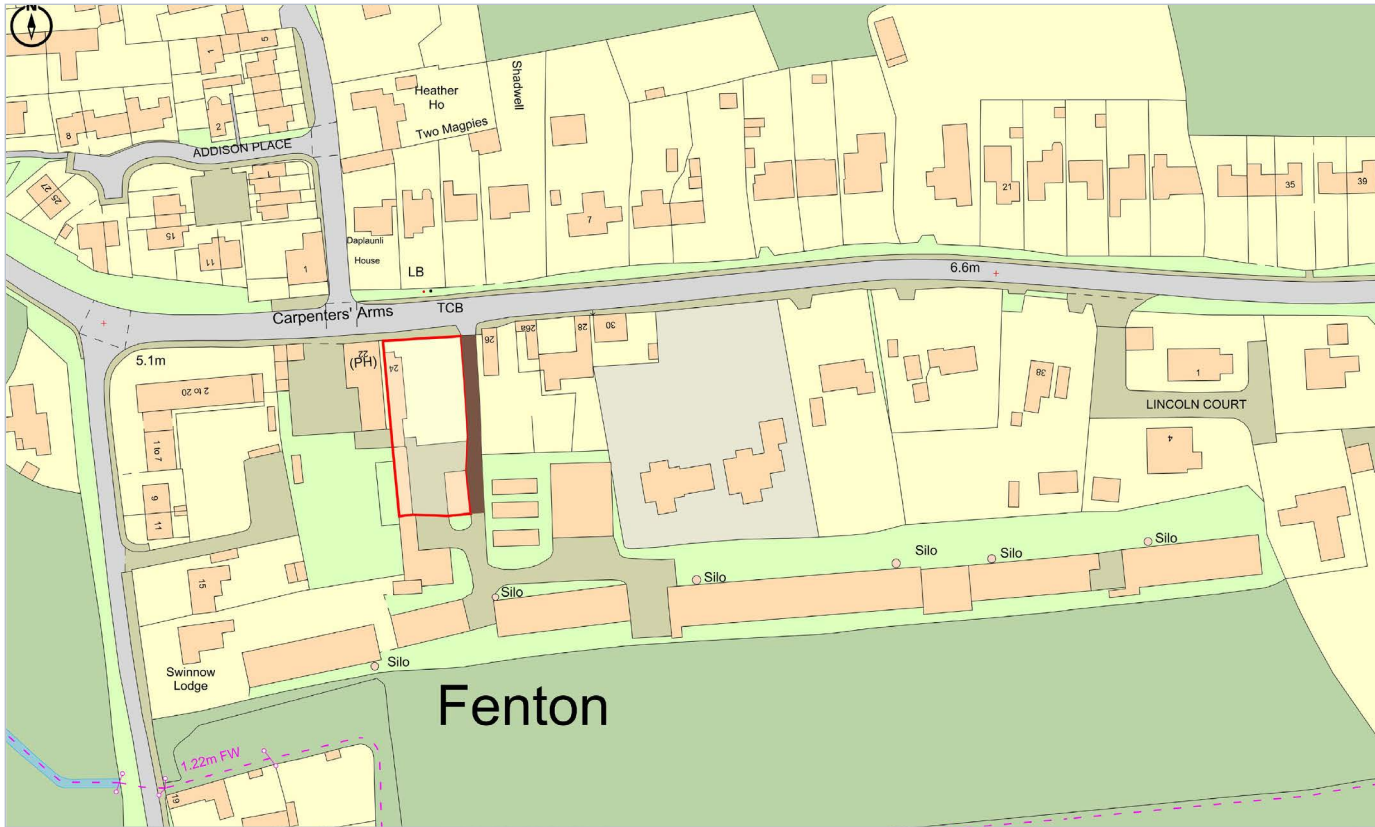 N
5
1
Heather
Ho
Shadwell
Two Magpies
2
8
ADDISON PLACE
1
25 27
15
11
1
Daplaunli
House
LB
7
21
35
39
6.6m
TCB
Carpenters' Arms
5.1m
22
(PH)
24
26
26a
28
30
38
1
LINCOLN COURT
4
2 to 20
1 to 7
9
11
15
Silo
Silo
Silo
Silo
Silo
Silo
Swinnow
Lodge
Fenton
1.22m FW
19